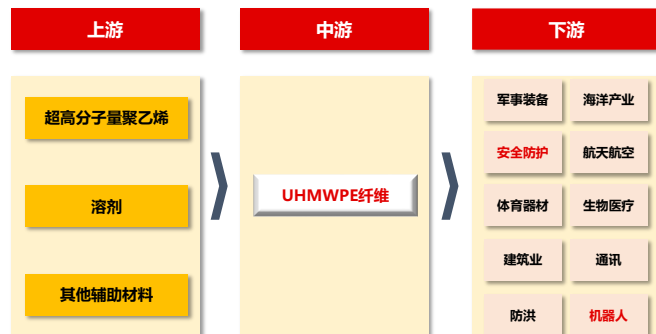 上游
中游
下游
超高分子量聚乙烯
溶剂
其他辅助材料
UHMWPE纤维
军事装备
海洋产业
安全防护
航天航空
体育器材
生物医疗
建筑业
通讯
防洪
机器人